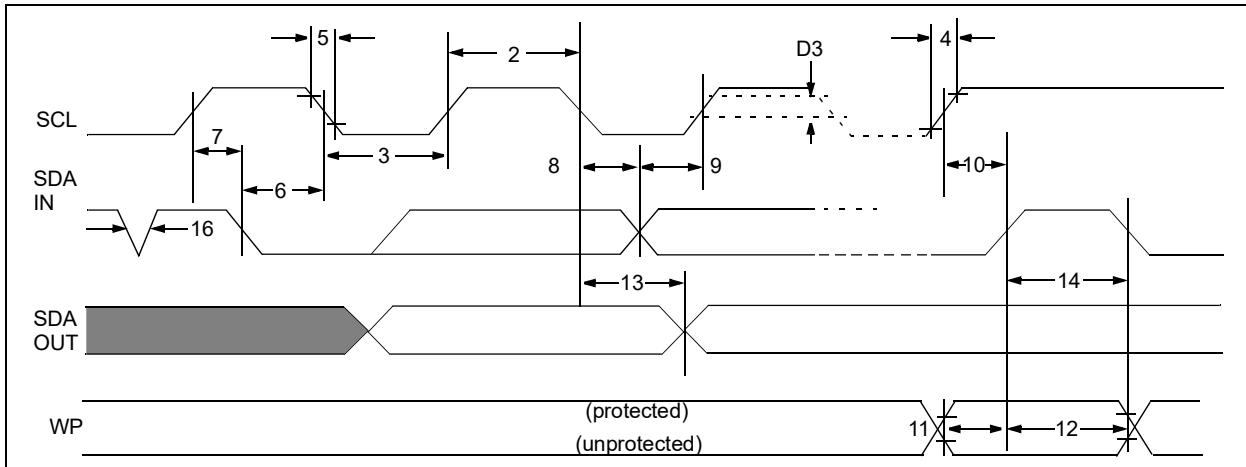 5
2
D3
4
SCL
7
3
8
9
10
SDA
IN
6
16
13
14
SDA
OUT
WP
(protected)
(unprotected)
11
12